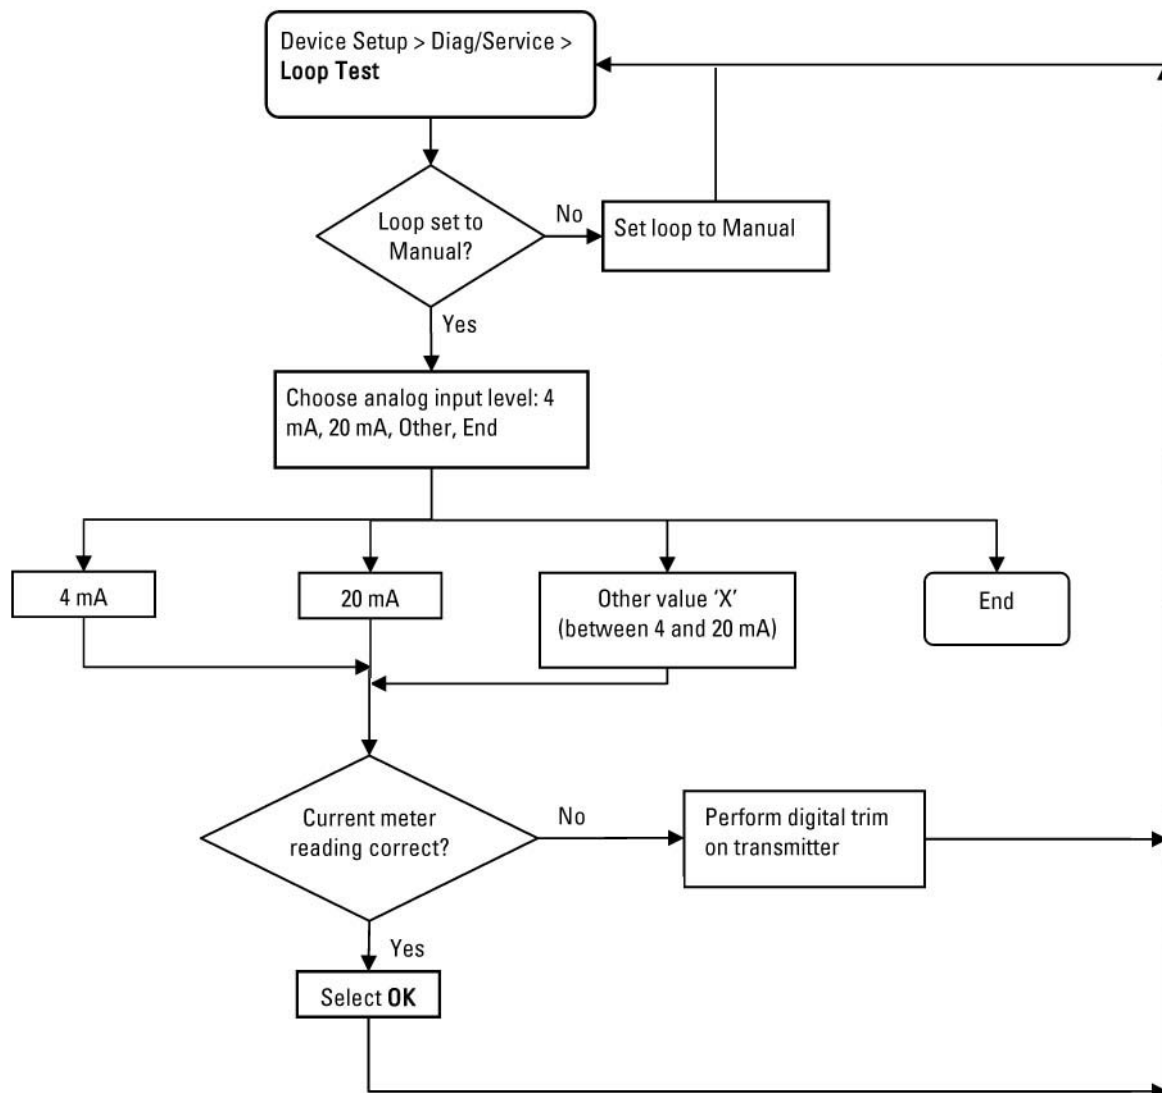 Device Setup > Diag/Service >
Loop Test
Loop set to
Manual?
No
Set loop to Manual
Yes
Choose analog input level: 4
mA, 20 mA, Other, End
4 mA
20 mA
Other value ‘X’
(between 4 and 20 mA)
End
Current meter
reading correct?
No
Perform digital trim
on transmitter
Yes
Select OK